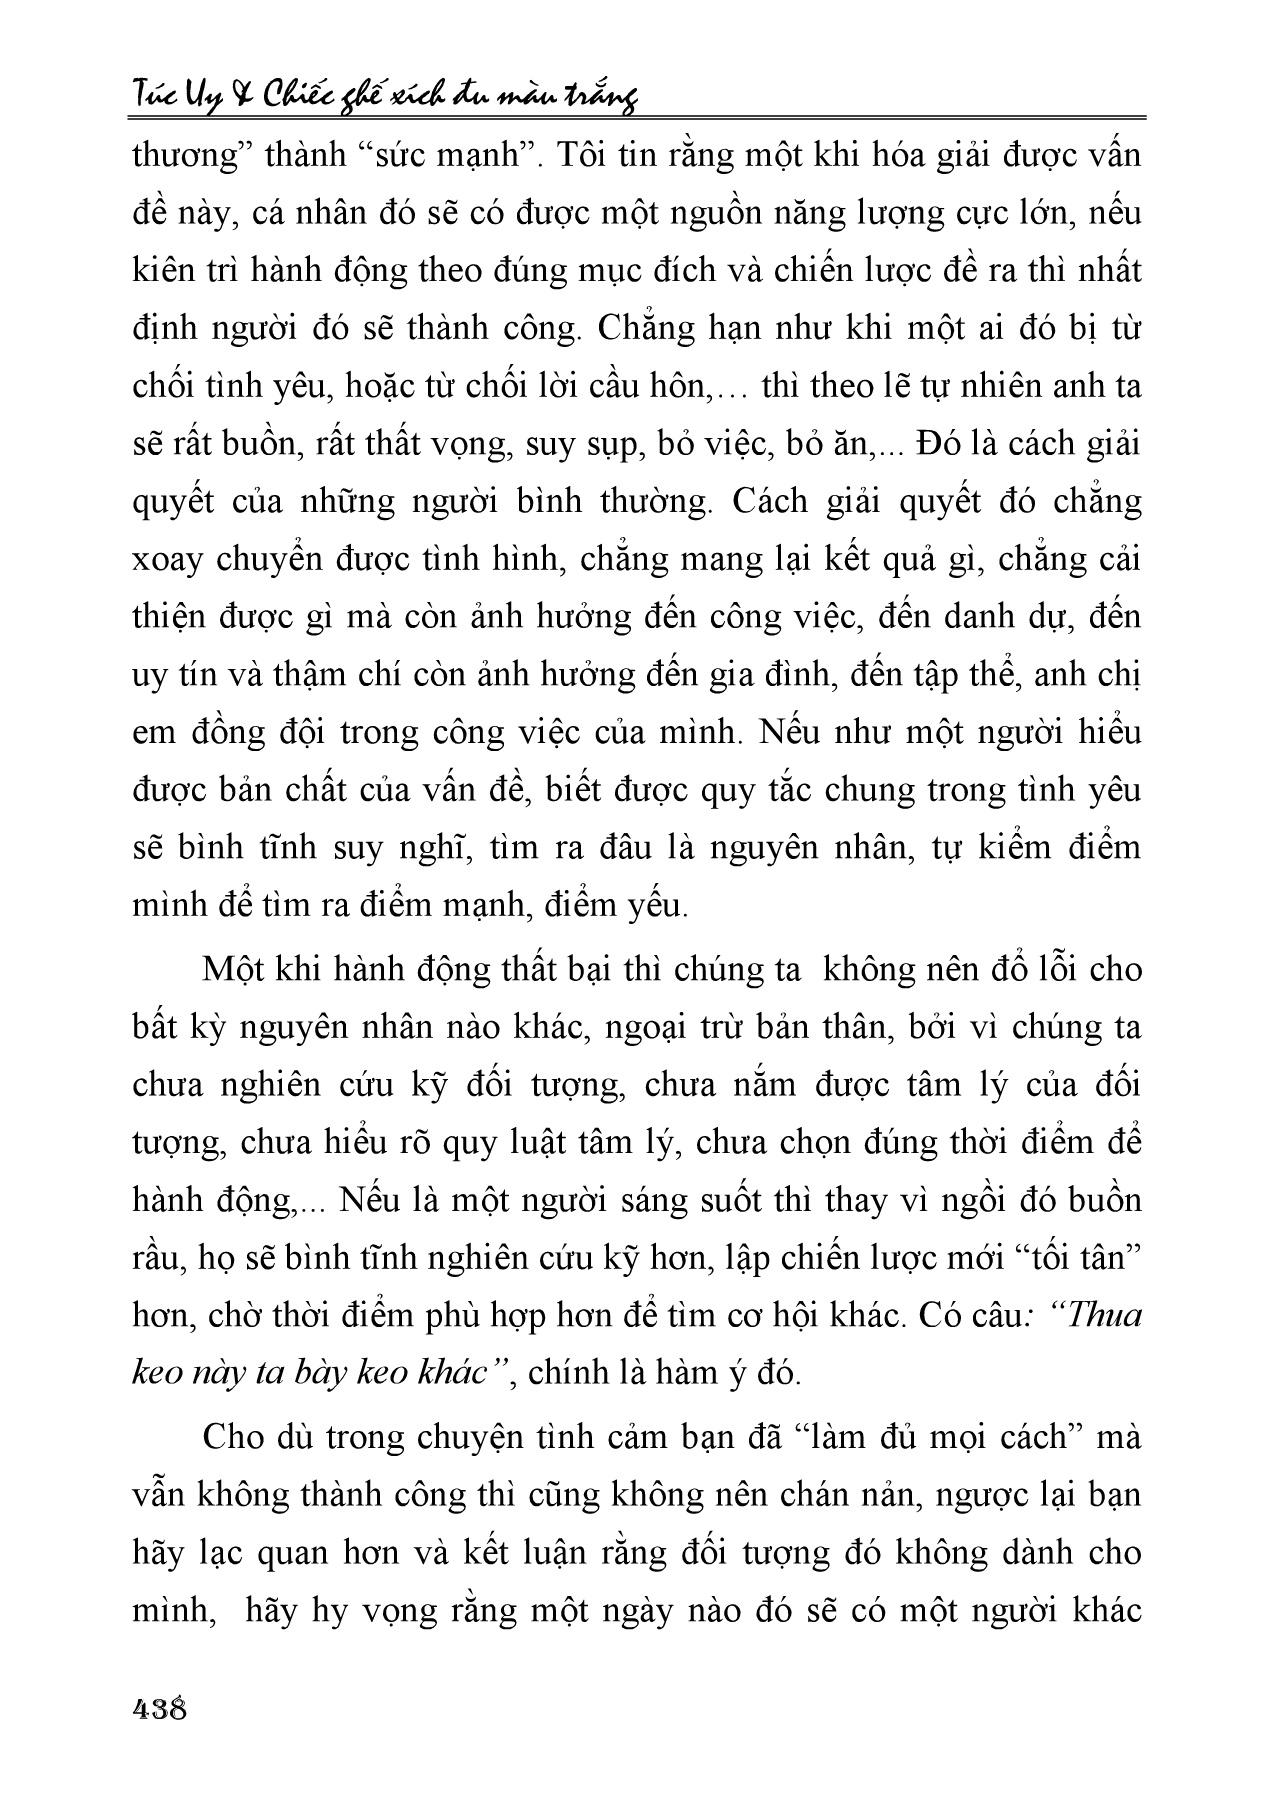 Túc Uy & Chiếc ghế xích đu màu trắng
thương” thành “sức mạnh”. Tôi tin rằng một khi hóa giải được vấn
đề này, cá nhân đó sẽ có được một nguồn năng lượng cực lớn, nếu
kiên trì hành động theo đúng mục đích và chiến lược đề ra thì nhất
định người đó sẽ thành công. Chẳng hạn như khi một ai đó bị từ
chối tình yêu, hoặc từ chối lời cầu hôn,… thì theo lẽ tự nhiên anh ta
sẽ rất buồn, rất thất vọng, suy sụp, bỏ việc, bỏ ăn,... Đó là cách giải
quyết của những người bình thường. Cách giải quyết đó chẳng
xoay chuyển được tình hình, chẳng mang lại kết quả gì, chẳng cải
thiện được gì mà còn ảnh hưởng đến công việc, đến danh dự, đến
uy tín và thậm chí còn ảnh hưởng đến gia đình, đến tập thể, anh chị
em đồng đội trong công việc của mình. Nếu như một người hiểu
được bản chất của vấn đề, biết được quy tắc chung trong tình yêu
sẽ bình tĩnh suy nghĩ, tìm ra đâu là nguyên nhân, tự kiểm điểm
mình để tìm ra điểm mạnh, điểm yếu.
Một khi hành động thất bại thì chúng ta  không nên đổ lỗi cho
bất kỳ nguyên nhân nào khác, ngoại trừ bản thân, bởi vì chúng ta
chưa nghiên cứu kỹ đối tượng, chưa nắm được tâm lý của đối
tượng, chưa hiểu rõ quy luật tâm lý, chưa chọn đúng thời điểm để
hành động,... Nếu là một người sáng suốt thì thay vì ngồi đó buồn
rầu, họ sẽ bình tĩnh nghiên cứu kỹ hơn, lập chiến lược mới “tối tân”
hơn, chờ thời điểm phù hợp hơn để tìm cơ hội khác. Có câu: “Thua
keo này ta bày keo khác”, chính là hàm ý đó.
Cho dù trong chuyện tình cảm bạn đã “làm đủ mọi cách” mà
vẫn không thành công thì cũng không nên chán nản, ngược lại bạn
hãy lạc quan hơn và kết luận rằng đối tượng đó không dành cho
mình,  hãy hy vọng rằng một ngày nào đó sẽ có một người khác
438